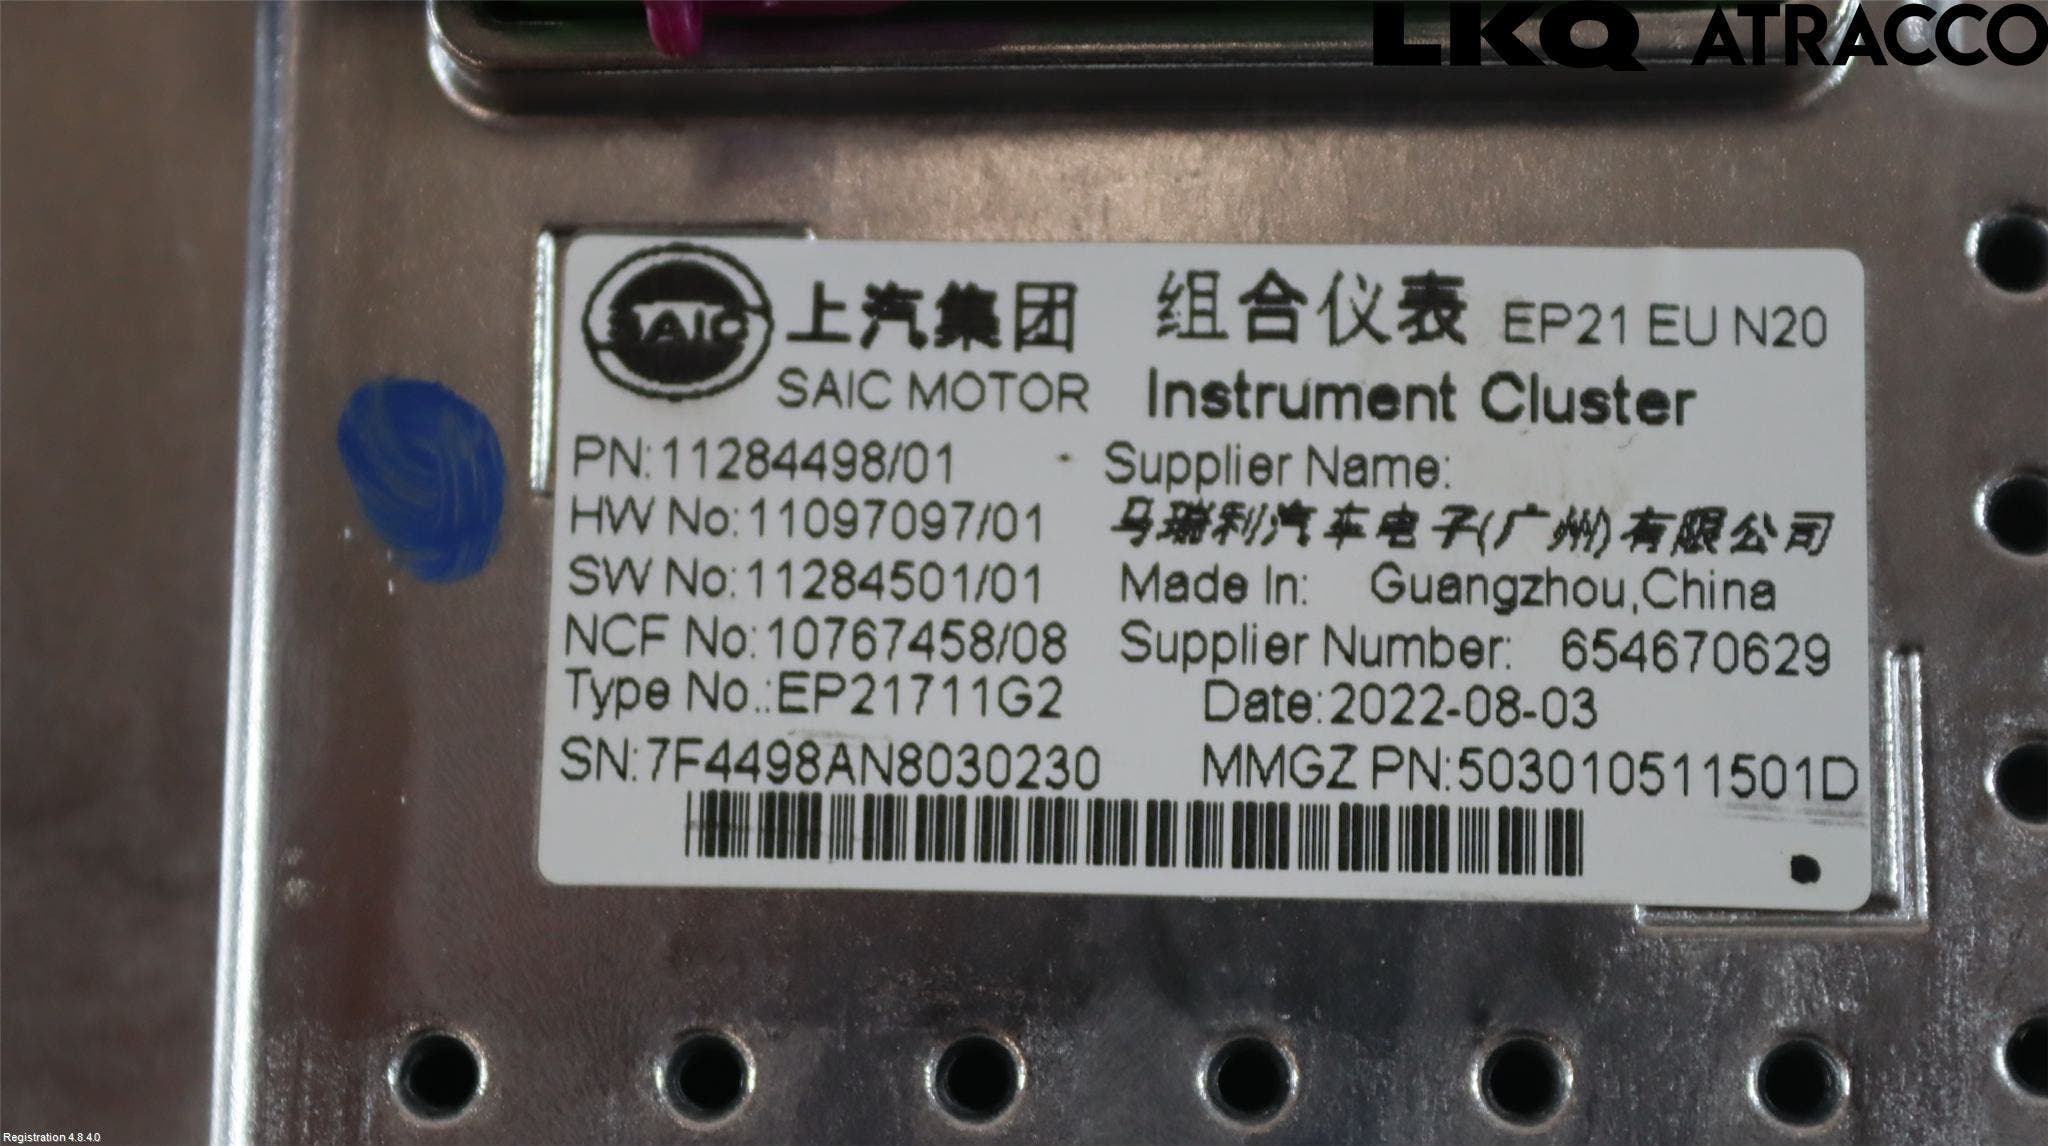 LKQ ATRACCO
SAIC
上汽集团
SAIC MOTOR
组合仪表 EP21 EU N20
Instrument Cluster
PN:11284498/01
HW No:11097097/01
SW No:11284501/01
NCF No:10767458/08
Type No.:EP21711G2
SN:7F4498AN8030230
Supplier Name:
马瑞利汽车电子(广州)有限公司
Made In: Guangzhou,China
Supplier Number: 654670629
Date:2022-08-03
MMGZ PN:503010511501D
Registration 4.8.4.0